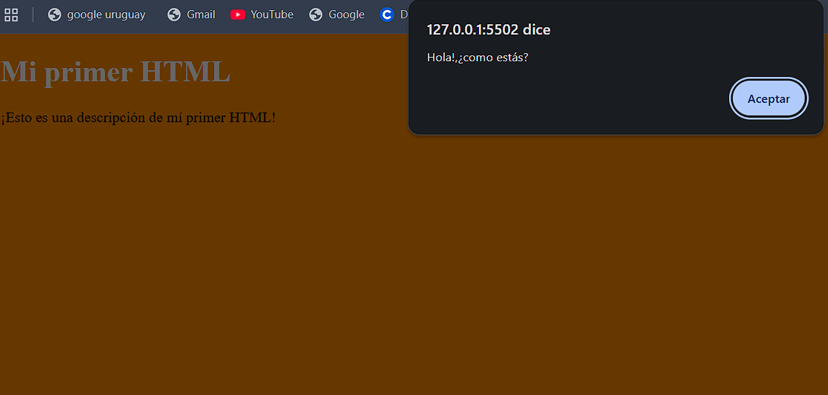 google uruguay Gmail YouTube Google
127.0.0.1:5502 dice
Hola!,¿como estás?
Aceptar
Mi primer HTML
¡Esto es una descripción de mi primer HTML!